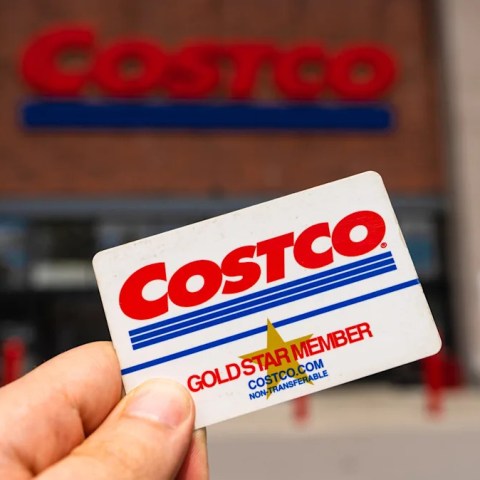 COSTCO
COSTCO®
GOLD STAR MEMBER
COSTCO.COM
NON-TRANSFERABLE